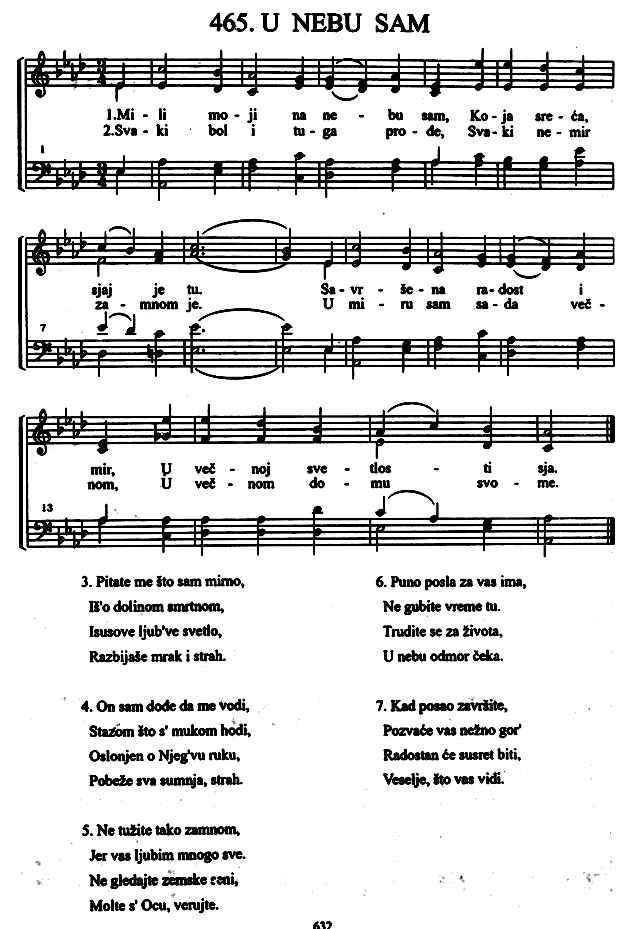 465. U NEBU SAM
1.Mi - li mo - ji na ne - bu sam, Ko - ja sre - ća,
2.Sva - ki bol i tu - ga pro - đe, Sva - ki ne - mir
1
sjaj je tu. Sa - vr - še - na ra - dost i
za - mnom je. U mi - ru sam sa - da več -
7
mir, U več - noj sve - tlos - ti sja.
nom, U več - nom do - mu svo - me.
13
3. Pitate me što sam mirno,
Iš'o dolinom smrtnom,
Isusove ljub've svetlo,
Razbijaše mrak i strah.
4. On sam dođe da me vodi,
Stazom što s' mukom hodi,
Oslonjen o Njeg'vu ruku,
Pobeže sva sumnja, strah.
5. Ne tužite tako zamnom,
Jer vas ljubim mnogo sve.
Ne gledajte zemske seni,
Molte s' Ocu, verujte.
6. Puno posla za vas ima,
Ne gubite vreme tu.
Trudite se za života,
U nebu odmor čeka.
7. Kad posao završite,
Pozvaće vas nežno gor'
Radostan će susret biti,
Veselje, što vas vidi.
632